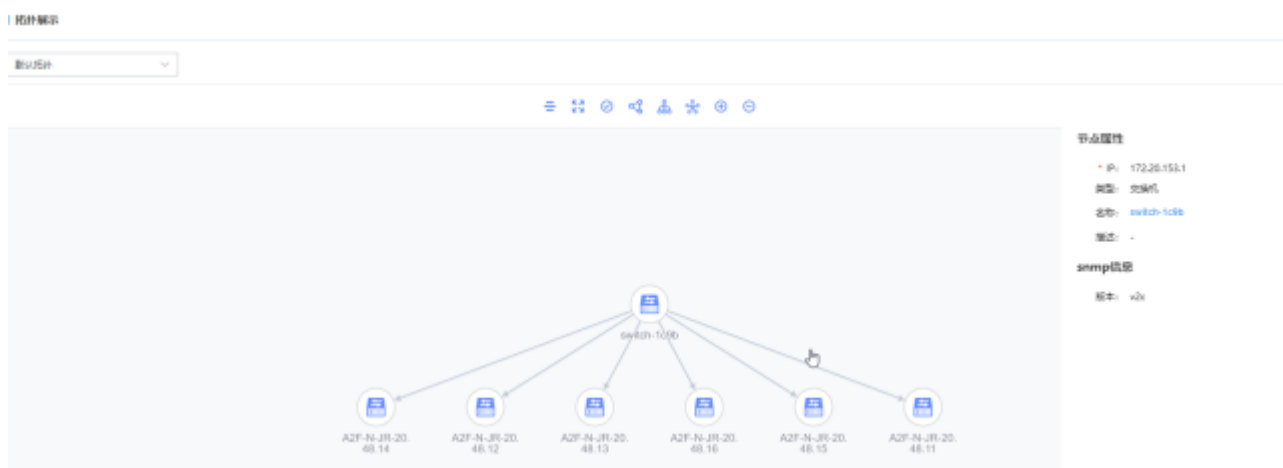 拓扑展示
默认拓扑
节点属性
* IP: 172.20.153.1
类型: 交换机
名称: switch-1c9b
描述: -
snmp信息
版本: v2c
switch-1c9b
A2F-N-JR-20.
48.14
A2F-N-JR-20.
48.12
A2F-N-JR-20.
48.13
A2F-N-JR-20.
48.16
A2F-N-JR-20.
48.15
A2F-N-JR-20.
48.11